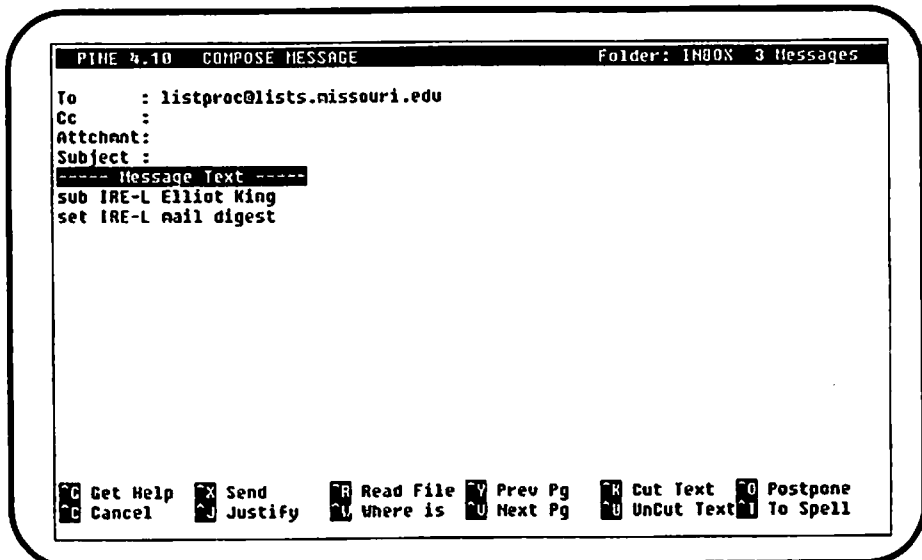 PINE 4.10 COMPOSE MESSAGE Folder: INBOX 3 Messages
To : listproc@lists.missouri.edu
Cc :
Attchmnt:
Subject :
----- Message Text -----
sub IRE-L Elliot King
set IRE-L mail digest
^G Get Help ^X Send ^R Read File ^Y Prev Pg ^K Cut Text ^O Postpone
^C Cancel ^J Justify ^W Where is ^V Next Pg ^U UnCut Text ^T To Spell